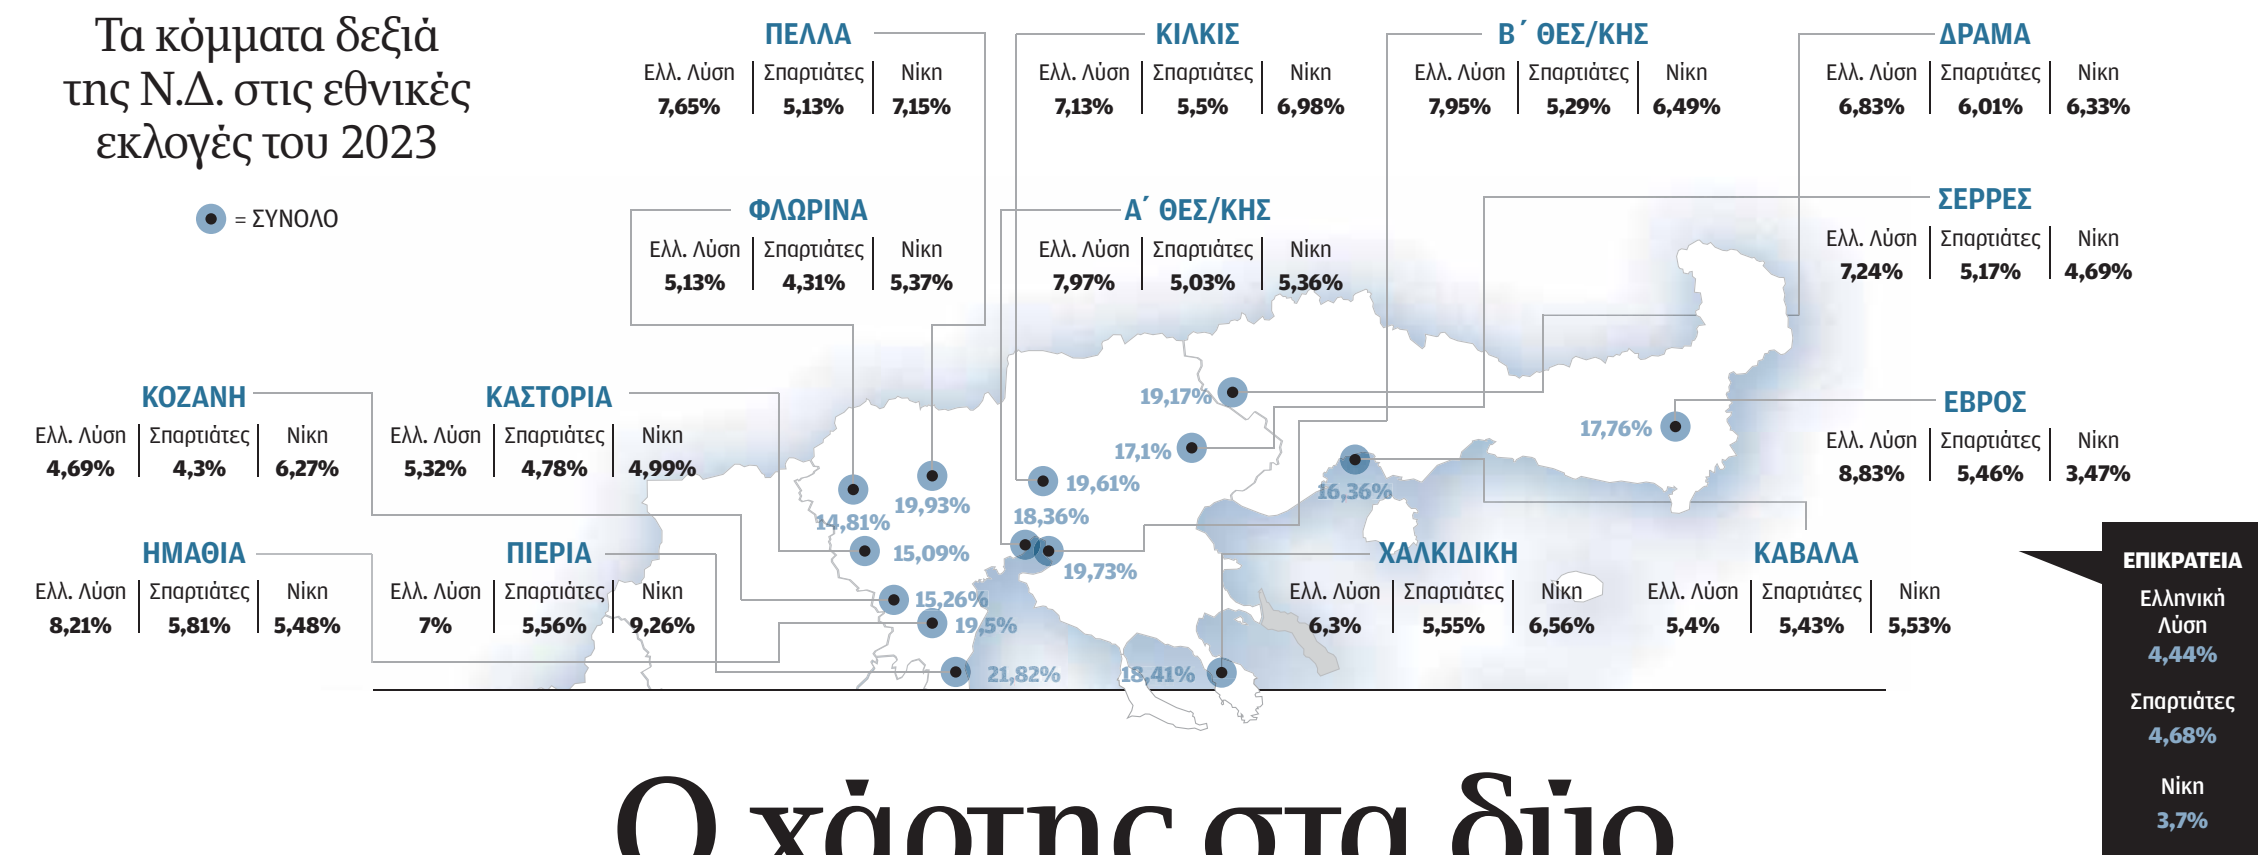 Τα κόμματα δεξιά
της Ν.Δ. στις εθνικές
εκλογές του 2023
= ΣΥΝΟΛΟ
ΠΕΛΛΑ
Ελλ. Λύση Σπαρτιάτες Νίκη
7,65% 5,13% 7,15%
ΚΙΛΚΙΣ
Ελλ. Λύση Σπαρτιάτες Νίκη
7,13% 5,5% 6,98%
Β΄ ΘΕΣ/ΚΗΣ
Ελλ. Λύση Σπαρτιάτες Νίκη
7,95% 5,29% 6,49%
ΔΡΑΜΑ
Ελλ. Λύση Σπαρτιάτες Νίκη
6,83% 6,01% 6,33%
ΦΛΩΡΙΝΑ
Ελλ. Λύση Σπαρτιάτες Νίκη
5,13% 4,31% 5,37%
Α΄ ΘΕΣ/ΚΗΣ
Ελλ. Λύση Σπαρτιάτες Νίκη
7,97% 5,03% 5,36%
ΣΕΡΡΕΣ
Ελλ. Λύση Σπαρτιάτες Νίκη
7,24% 5,17% 4,69%
ΚΟΖΑΝΗ
Ελλ. Λύση Σπαρτιάτες Νίκη
4,69% 4,3% 6,27%
ΚΑΣΤΟΡΙΑ
Ελλ. Λύση Σπαρτιάτες Νίκη
5,32% 4,78% 4,99%
ΕΒΡΟΣ
Ελλ. Λύση Σπαρτιάτες Νίκη
8,83% 5,46% 3,47%
19,17%
17,76%
17,1%
19,61%
16,36%
19,93%
14,81%
18,36%
15,09%
19,73%
15,26%
19,5%
21,82%
18,41%
ΗΜΑΘΙΑ
Ελλ. Λύση Σπαρτιάτες Νίκη
8,21% 5,81% 5,48%
ΠΙΕΡΙΑ
Ελλ. Λύση Σπαρτιάτες Νίκη
7% 5,56% 9,26%
ΧΑΛΚΙΔΙΚΗ
Ελλ. Λύση Σπαρτιάτες Νίκη
6,3% 5,55% 6,56%
ΚΑΒΑΛΑ
Ελλ. Λύση Σπαρτιάτες Νίκη
5,4% 5,43% 5,53%
ΕΠΙΚΡΑΤΕΙΑ
Ελληνική
Λύση
4,44%
Σπαρτιάτες
4,68%
Νίκη
3,7%
Ο χάρτης στα δύο